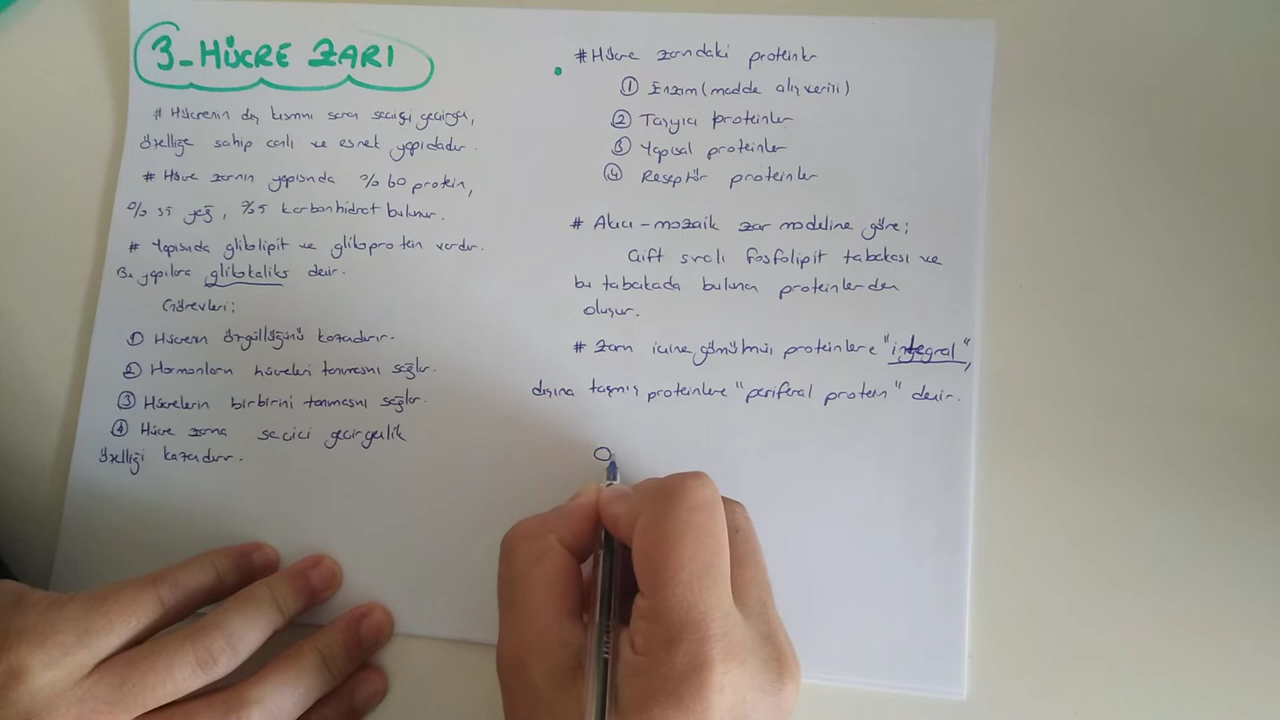 3-HÜCRE ZARI
# Hücrenin dış kısmını saran seçici geçirgen,
özelliğe sahip canlı ve esnek yapıdadır.
# Hücre zarının yapısında %60 protein,
%35 yağ, %5 karbonhidrat bulunur.
# Yapısında glikolipit ve glikoprotein vardır.
Bu yapılara glikokaliks denir.
Görevleri;
① Hücrenin özgüllüğünü kazandırır.
② Hormonların hücreleri tanımasını sağlar.
③ Hücrelerin birbirini tanımasını sağlar.
④ Hücre zarına seçici geçirgenlik
özelliği kazandırır.
# Hücre zarındaki proteinler
① Enzim (madde alışverişi)
② Taşıyıcı proteinler
③ Yapısal proteinler
④ Reseptör proteinler
# Akıcı-mozaik zar modeline göre;
Çift sıralı fosfolipit tabakası ve
bu tabakada bulunan proteinlerden
oluşur.
# Zarın içine gömülmüş proteinlere "integral",
dışına taşmış proteinlere "periferal protein" denir.